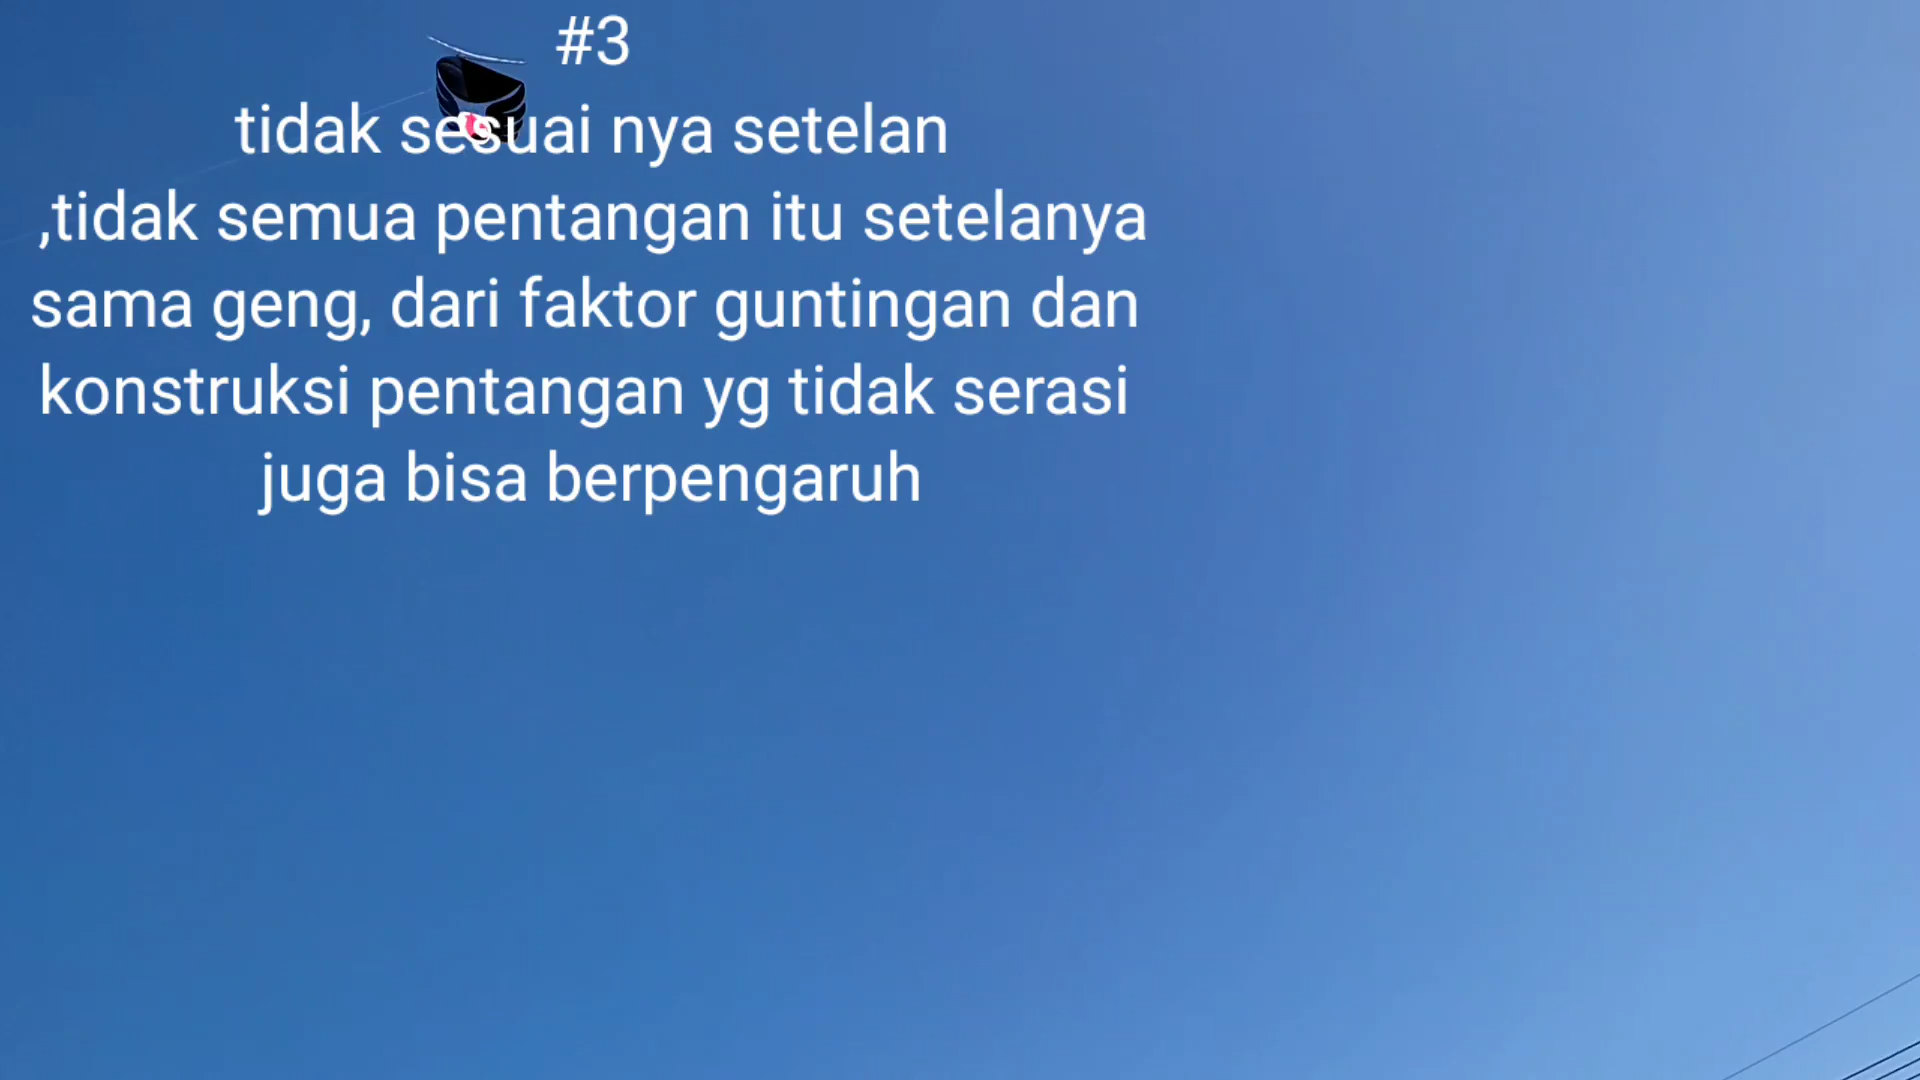 #3
tidak sesuai nya setelan
,tidak semua pentangan itu setelanya
sama geng, dari faktor guntingan dan
konstruksi pentangan yg tidak serasi
juga bisa berpengaruh